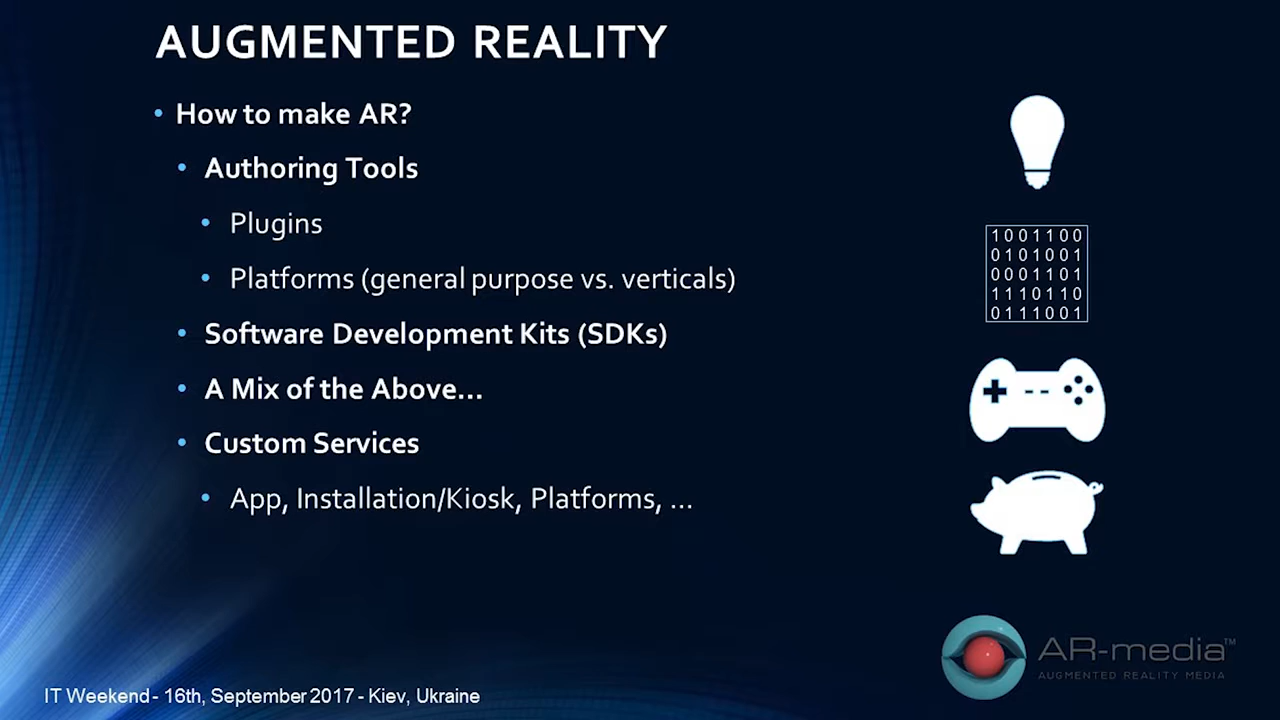 AUGMENTED REALITY
• How to make AR?
• Authoring Tools
• Plugins
• Platforms (general purpose vs. verticals)
• Software Development Kits (SDKs)
• A Mix of the Above...
• Custom Services
• App, Installation/Kiosk, Platforms, ...
1001100
0101001
0001101
1110110
0111001
AR-media™
AUGMENTED REALITY MEDIA
IT Weekend - 16th, September 2017 - Kiev, Ukraine